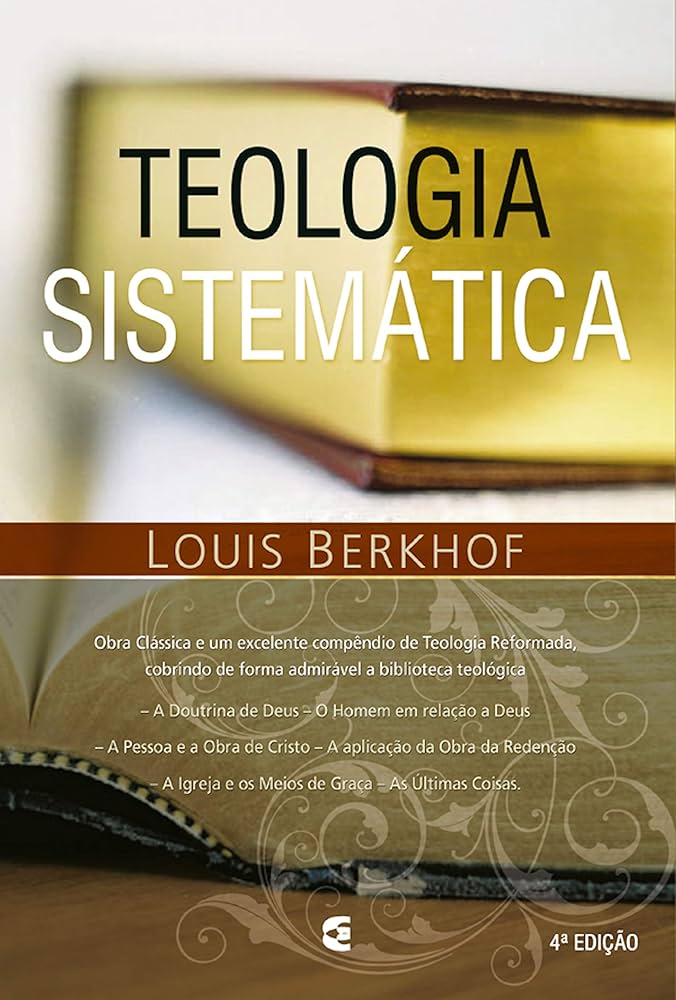 TEOLOGIA
SISTEMÁTICA
LOUIS BERKHOF
Obra Clássica e um excelente compêndio de Teologia Reformada,
cobrindo de forma admirável a biblioteca teológica
– A Doutrina de Deus – O Homem em relação a Deus
– A Pessoa e a Obra de Cristo – A aplicação da Obra da Redenção
– A Igreja e os Meios de Graça – As Últimas Coisas.
4ª EDIÇÃO